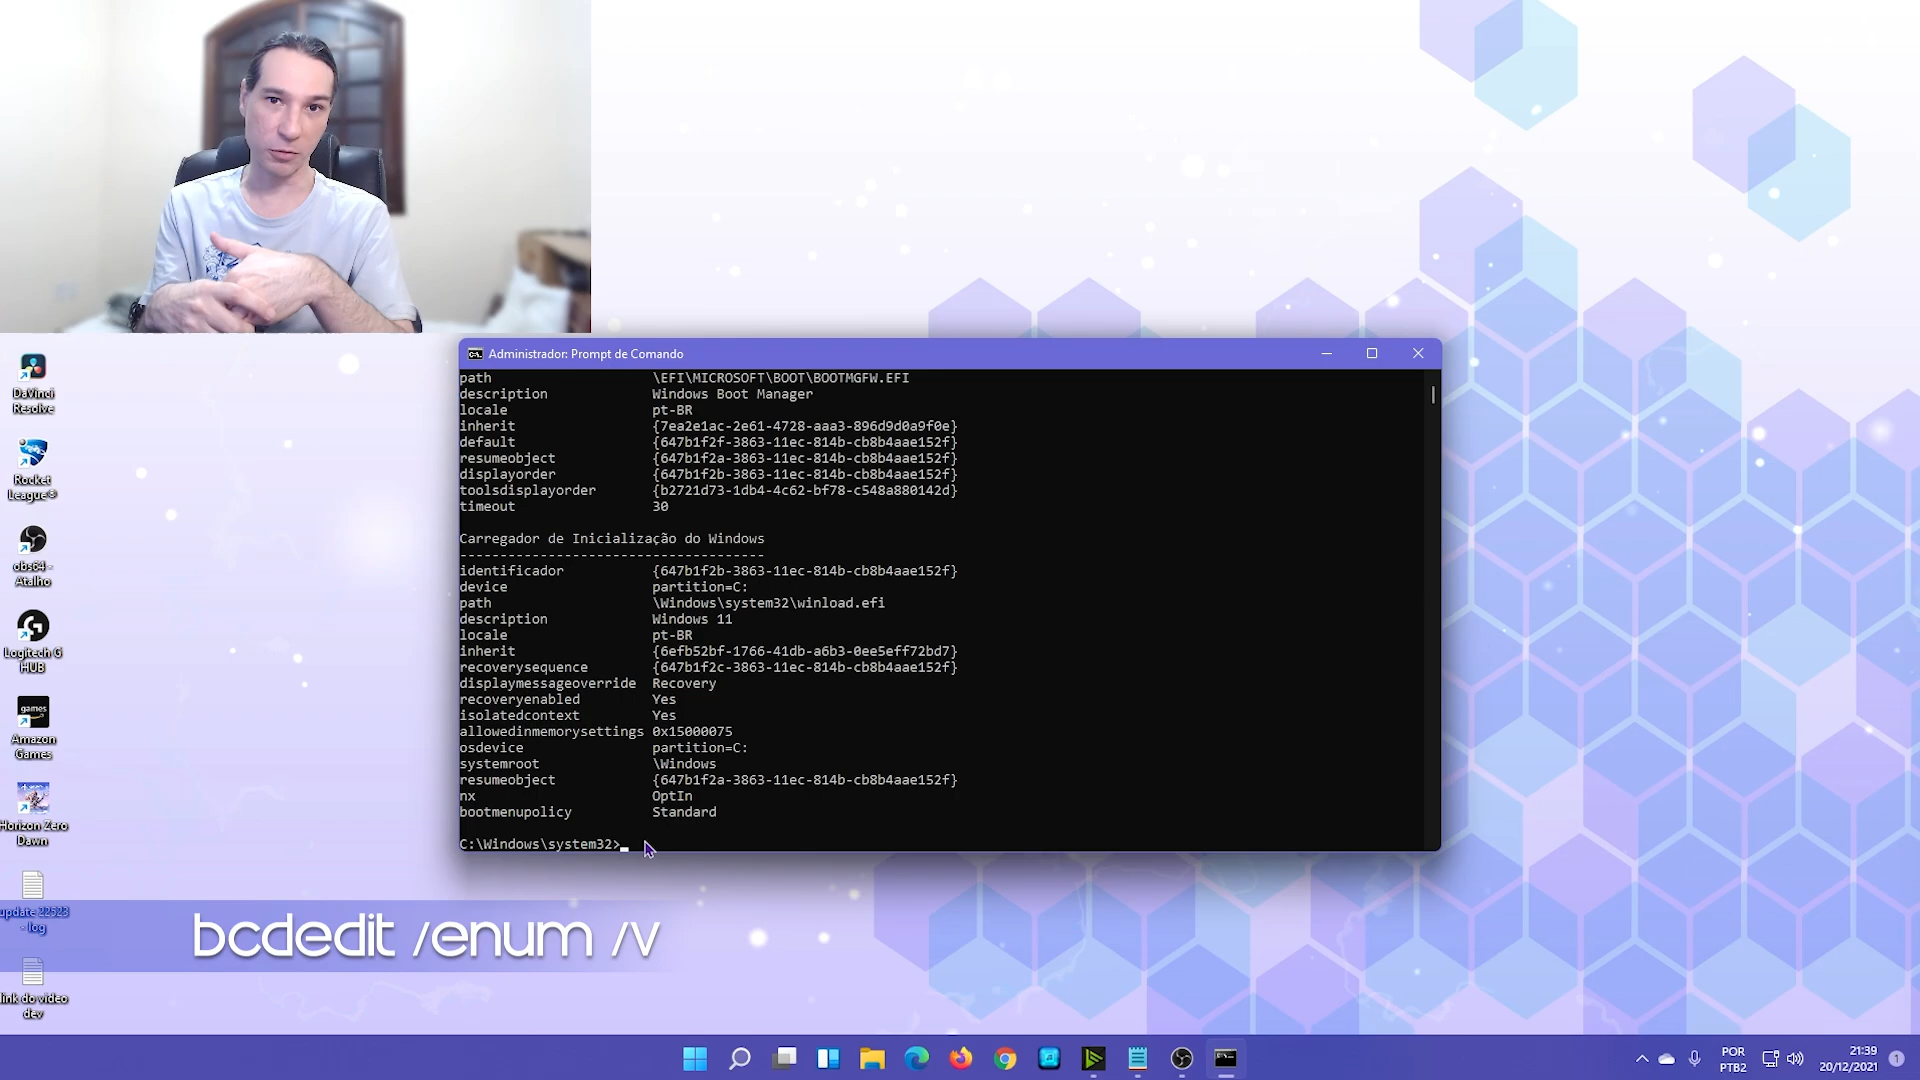 Administrador: Prompt de Comando
path \EFI\MICROSOFT\BOOT\BOOTMGFW.EFI
description Windows Boot Manager
locale pt-BR
inherit {7ea2e1ac-2e61-4728-aaa3-896d9d0a9f0e}
default {647b1f2f-3863-11ec-814b-cb8b4aae152f}
resumeobject {647b1f2a-3863-11ec-814b-cb8b4aae152f}
displayorder {647b1f2b-3863-11ec-814b-cb8b4aae152f}
toolsdisplayorder {b2721d73-1db4-4c62-bf78-c548a880142d}
timeout 30
Carregador de Inicialização do Windows
--------------------------------------
identificador {647b1f2b-3863-11ec-814b-cb8b4aae152f}
device partition=C:
path \Windows\system32\winload.efi
description Windows 11
locale pt-BR
inherit {6efb52bf-1766-41db-a6b3-0ee5eff72bd7}
recoverysequence {647b1f2c-3863-11ec-814b-cb8b4aae152f}
displaymessageoverride Recovery
recoveryenabled Yes
isolatedcontext Yes
allowedinmemorysettings 0x15000075
osdevice partition=C:
systemroot \Windows
resumeobject {647b1f2a-3863-11ec-814b-cb8b4aae152f}
nx OptIn
bootmenupolicy Standard
C:\Windows\system32>
DaVinci
Resolve
Rocket
League®
obs64 -
Atalho
Logitech G
HUB
games
Amazon
Games
Horizon Zero
Dawn
update 22523
- log
link do video
dev
bcdedit /enum /v
POR
PTB2
21:39
20/12/2021
1